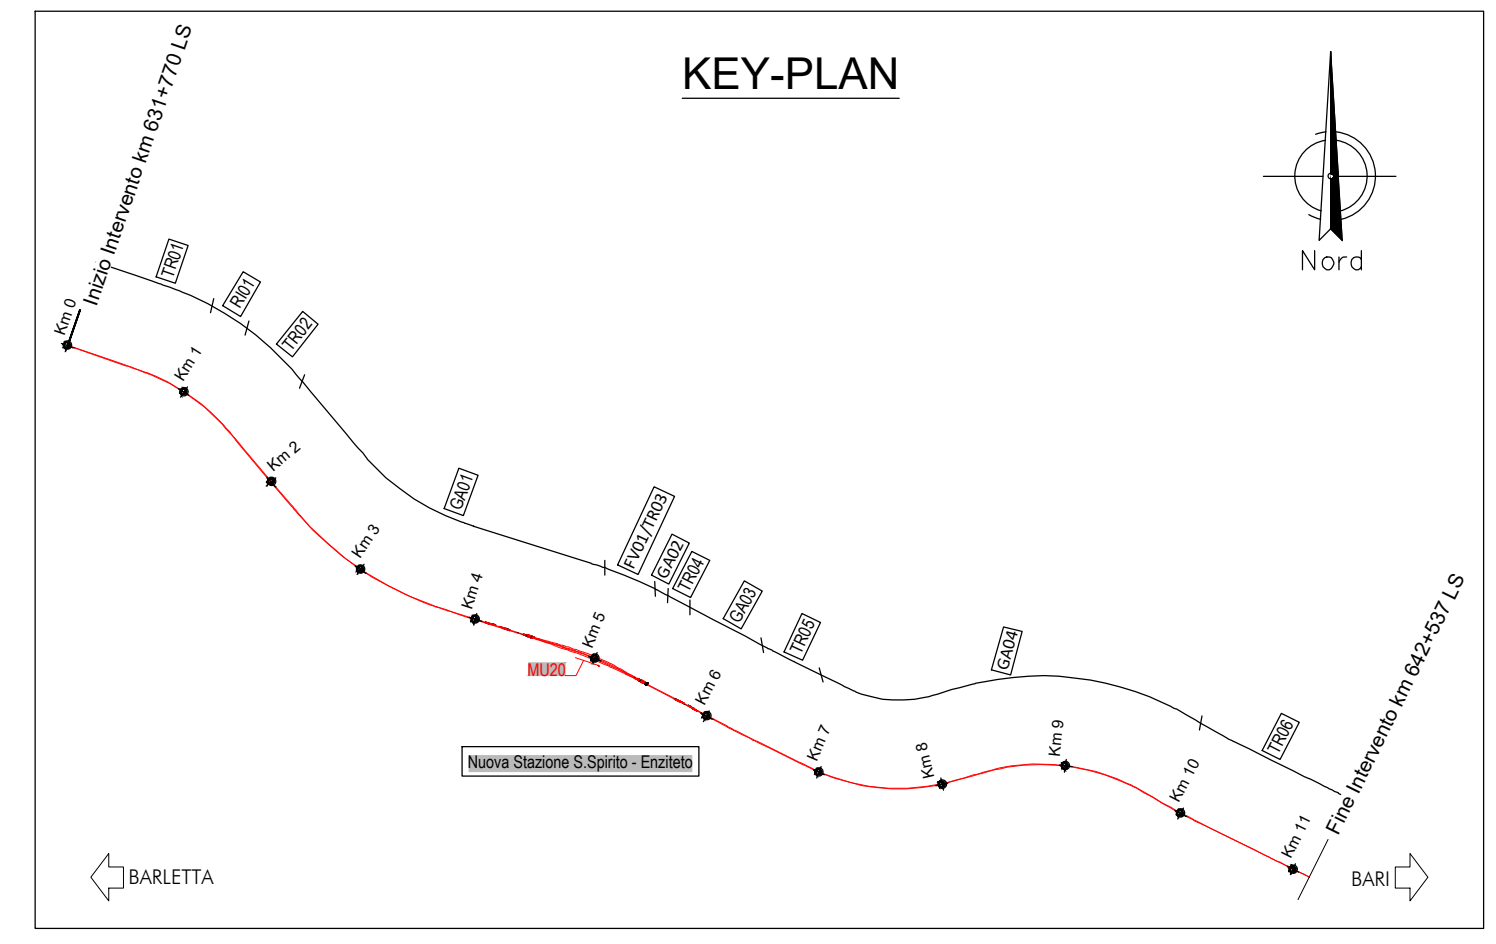 KEY-PLAN
Inizio Intervento km 631+770 LS
Nord
TR01
RI01
TR02
GA01
FV01/TR03
GA02
TR04
GA03
TR05
GA04
TR06
Km 0
Km 1
Km 2
Km 3
Km 4
Km 5
MU20
Km 6
Km 7
Km 8
Km 9
Km 10
Km 11
Fine Intervento km 642+537 LS
Nuova Stazione S.Spirito - Enziteto
BARLETTA
BARI